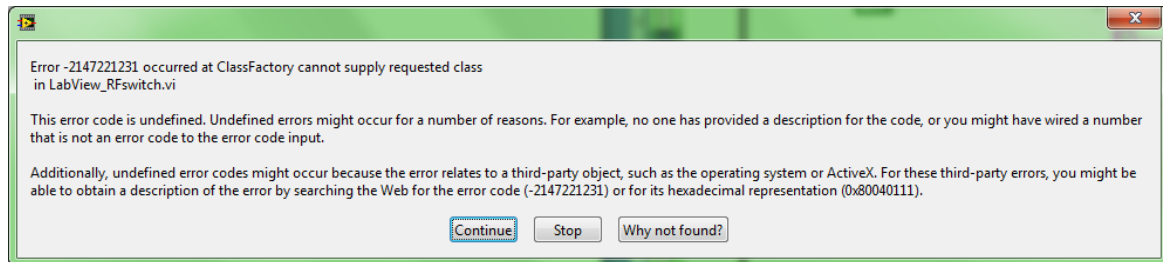 X
Error -2147221231 occurred at ClassFactory cannot supply requested class
in LabView_RFswitch.vi
This error code is undefined. Undefined errors might occur for a number of reasons. For example, no one has provided a description for the code, or you might have wired a number
that is not an error code to the error code input.
Additionally, undefined error codes might occur because the error relates to a third-party object, such as the operating system or ActiveX. For these third-party errors, you might be
able to obtain a description of the error by searching the Web for the error code (-2147221231) or for its hexadecimal representation (0x80040111).
Continue Stop Why not found?